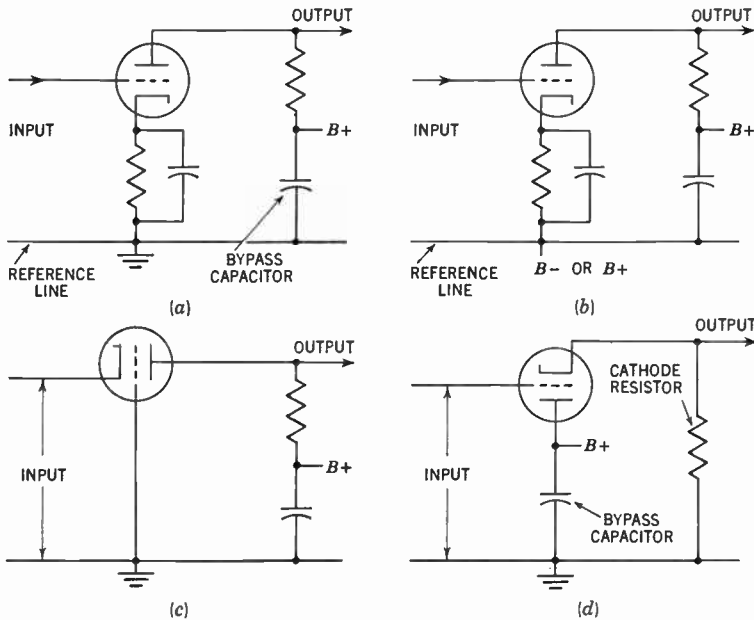 OUTPUT
INPUT
B+
REFERENCE
LINE
BYPASS
CAPACITOR
(a)
OUTPUT
INPUT
B+
REFERENCE
LINE
B- OR B+
(b)
OUTPUT
INPUT
B+
(c)
OUTPUT
CATHODE
RESISTOR
B+
INPUT
BYPASS
CAPACITOR
(d)